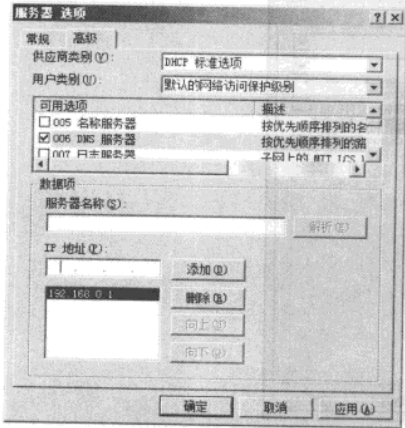 服务器 选项
常规
高级
供应商类别(V):
DHCP 标准选项
用户类别(U):
默认的网络访问保护级别
可用选项
描述
005 名称服务器
按优先顺序排列的名
006 DNS 服务器
按优先顺序排列的
007 日志服务器
子网上的 MIT_LCS
数据项
服务器名称(S):
解析(E)
IP 地址(P):
添加(D)
192.168.0.1
删除(R)
向上(U)
向下(O)
确定
取消
应用(A)